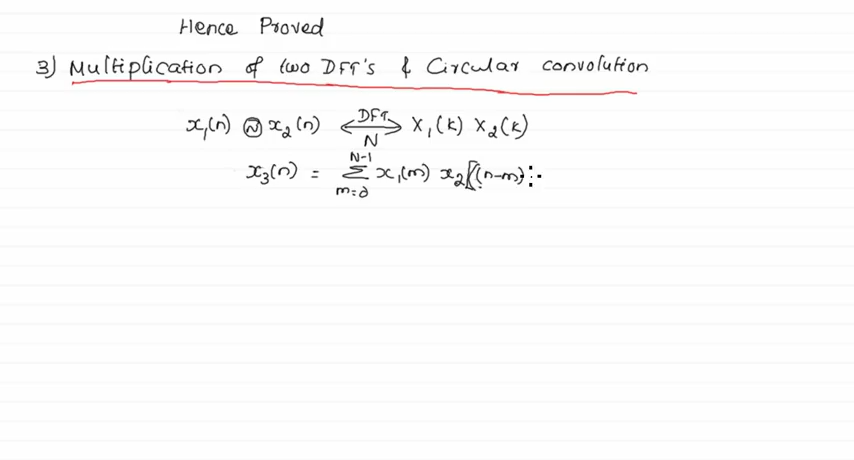 Hence Proved
3) Multiplication of two DFT's & Circular convolution
x₁(n) Ⓝ x₂(n) ⟷ DFT N X₁(k) X₂(k)
x₃(n) = N-1 Σ m=0 x₁(m) x₂[(n-m)